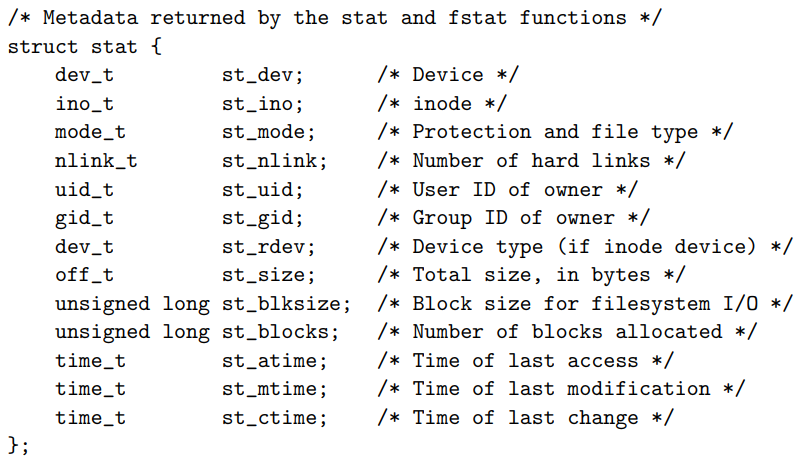 /* Metadata returned by the stat and fstat functions */
struct stat {
    dev_t         st_dev;      /* Device */
    ino_t         st_ino;      /* inode */
    mode_t        st_mode;     /* Protection and file type */
    nlink_t       st_nlink;    /* Number of hard links */
    uid_t         st_uid;      /* User ID of owner */
    gid_t         st_gid;      /* Group ID of owner */
    dev_t         st_rdev;     /* Device type (if inode device) */
    off_t         st_size;     /* Total size, in bytes */
    unsigned long st_blksize;  /* Block size for filesystem I/O */
    unsigned long st_blocks;   /* Number of blocks allocated */
    time_t        st_atime;    /* Time of last access */
    time_t        st_mtime;    /* Time of last modification */
    time_t        st_ctime;    /* Time of last change */
};